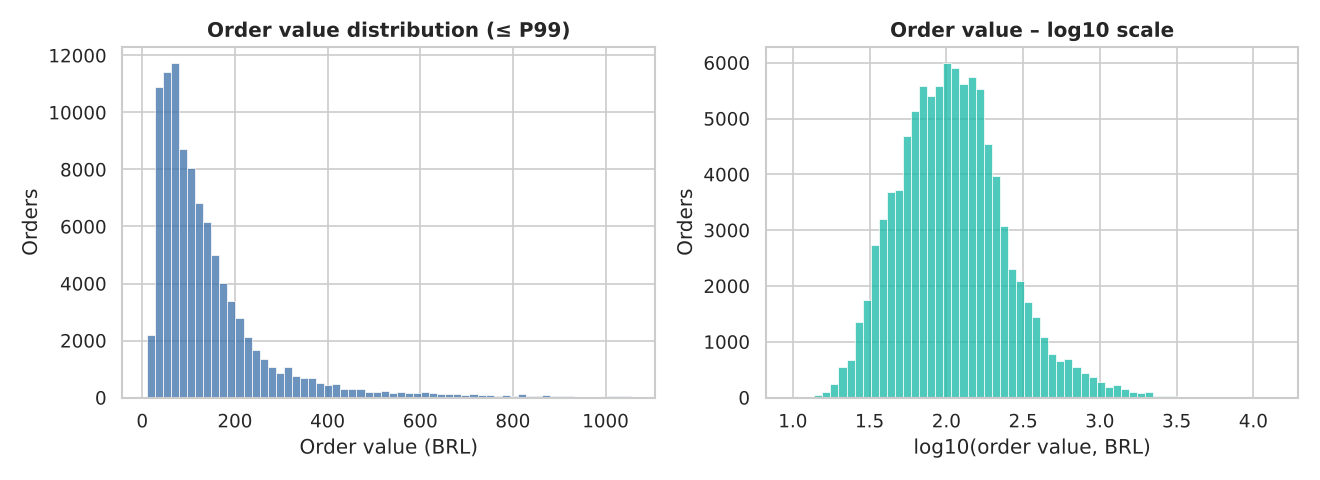 Order value distribution (≤ P99)
12000
10000
8000
6000
4000
2000
0
Orders
0 200 400 600 800 1000
Order value (BRL)
Order value – log10 scale
6000
5000
4000
3000
2000
1000
0
Orders
1.0 1.5 2.0 2.5 3.0 3.5 4.0
log10(order value, BRL)